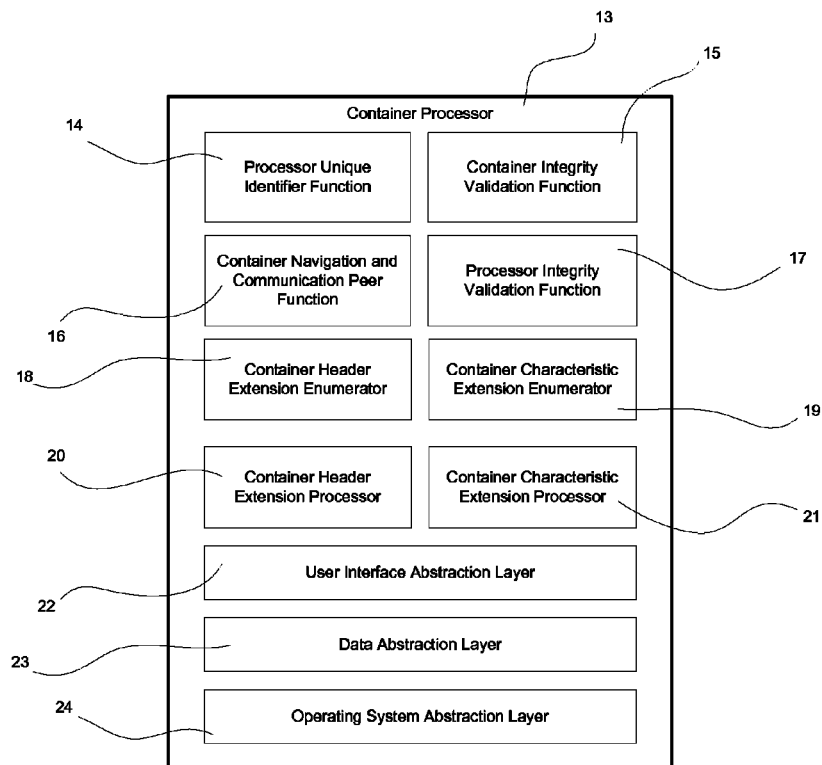 13
15
Container Processor
14
Processor Unique
Identifier Function
Container Integrity
Validation Function
Container Navigation and
Communication Peer
Function
Processor Integrity
Validation Function
17
16
18
Container Header
Extension Enumerator
Container Characteristic
Extension Enumerator
19
20
Container Header
Extension Processor
Container Characteristic
Extension Processor
21
User Interface Abstraction Layer
22
Data Abstraction Layer
23
Operating System Abstraction Layer
24